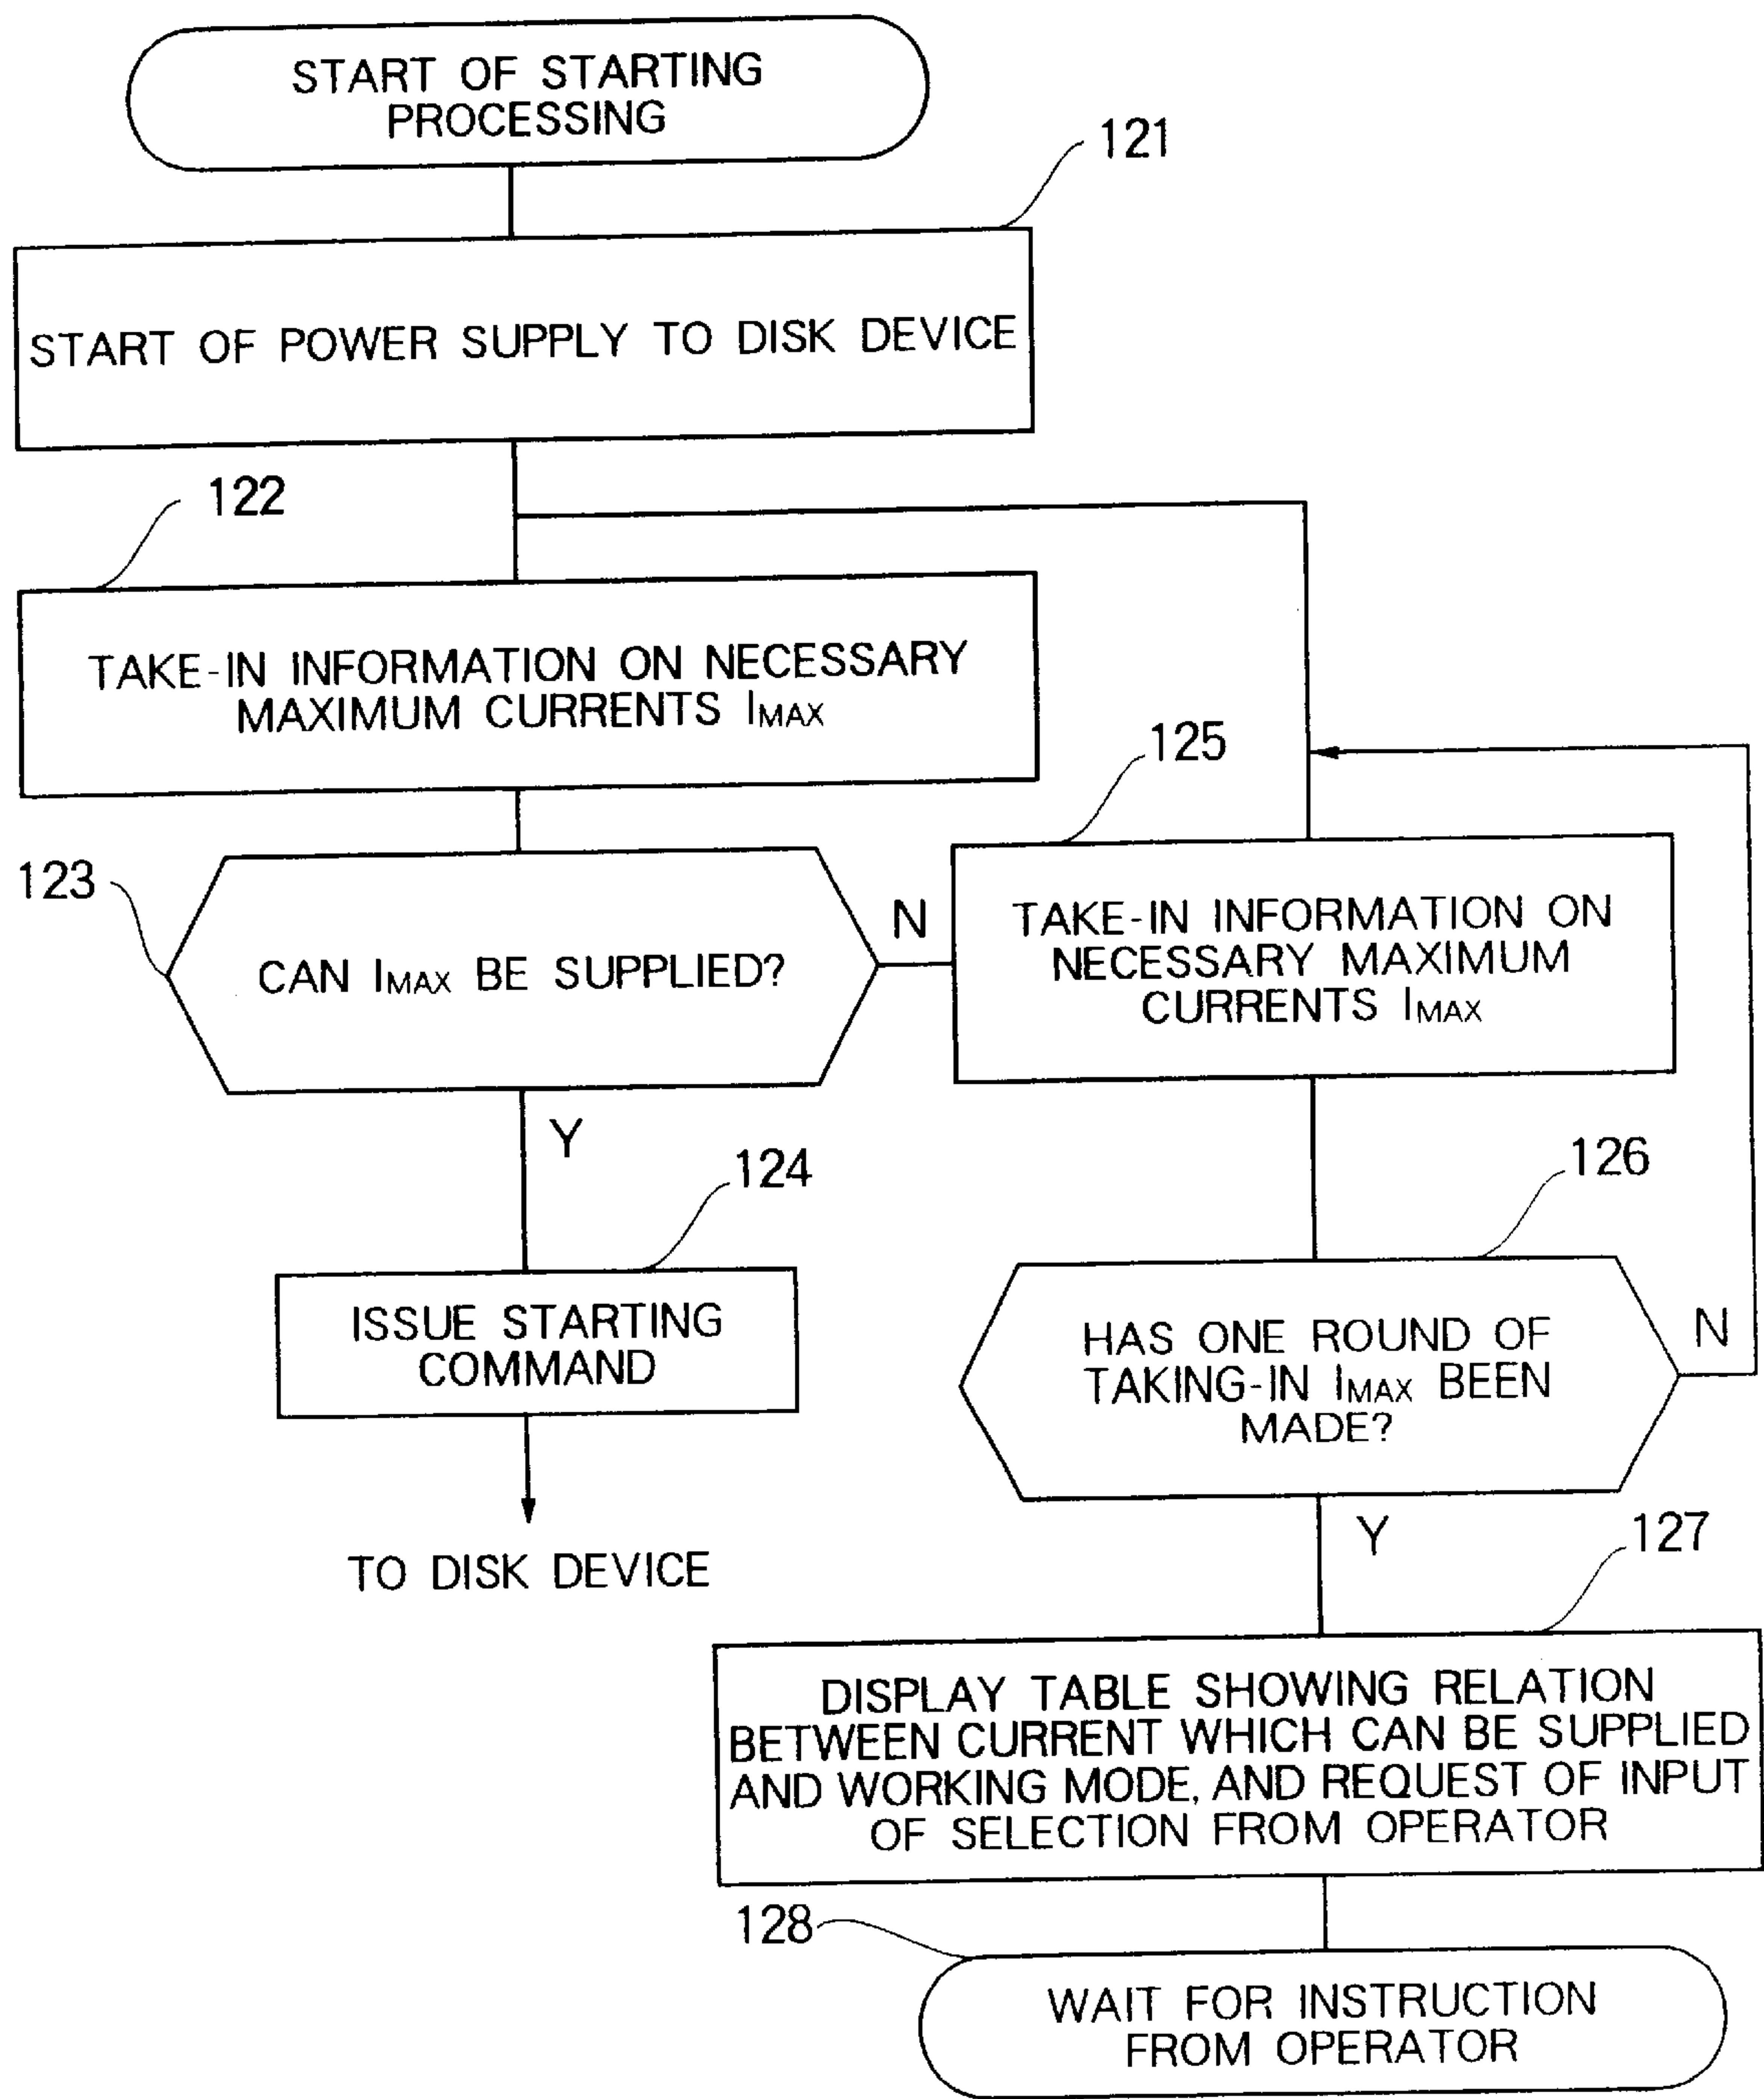 START OF STARTING
PROCESSING
121
START OF POWER SUPPLY TO DISK DEVICE
122
TAKE-IN INFORMATION ON NECESSARY
MAXIMUM CURRENTS IMAX
123
CAN IMAX BE SUPPLIED?
N
125
TAKE-IN INFORMATION ON
NECESSARY MAXIMUM
CURRENTS IMAX
Y
124
ISSUE STARTING
COMMAND
TO DISK DEVICE
126
HAS ONE ROUND OF
TAKING-IN IMAX BEEN
MADE?
N
Y
127
DISPLAY TABLE SHOWING RELATION
BETWEEN CURRENT WHICH CAN BE SUPPLIED
AND WORKING MODE, AND REQUEST OF INPUT
OF SELECTION FROM OPERATOR
128
WAIT FOR INSTRUCTION
FROM OPERATOR